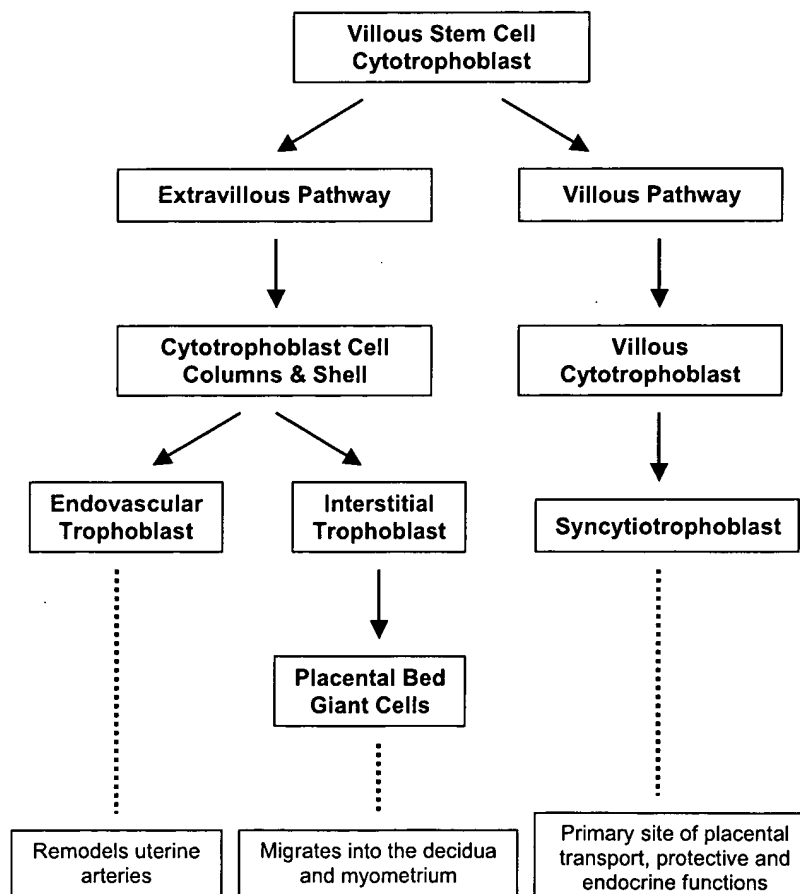 Villous Stem Cell
Cytotrophoblast
Extravillous Pathway
Villous Pathway
Cytotrophoblast Cell
Columns & Shell
Villous
Cytotrophoblast
Endovascular
Trophoblast
Interstitial
Trophoblast
Syncytiotrophoblast
Placental Bed
Giant Cells
Remodels uterine
arteries
Migrates into the decidua
and myometrium
Primary site of placental
transport, protective and
endocrine functions